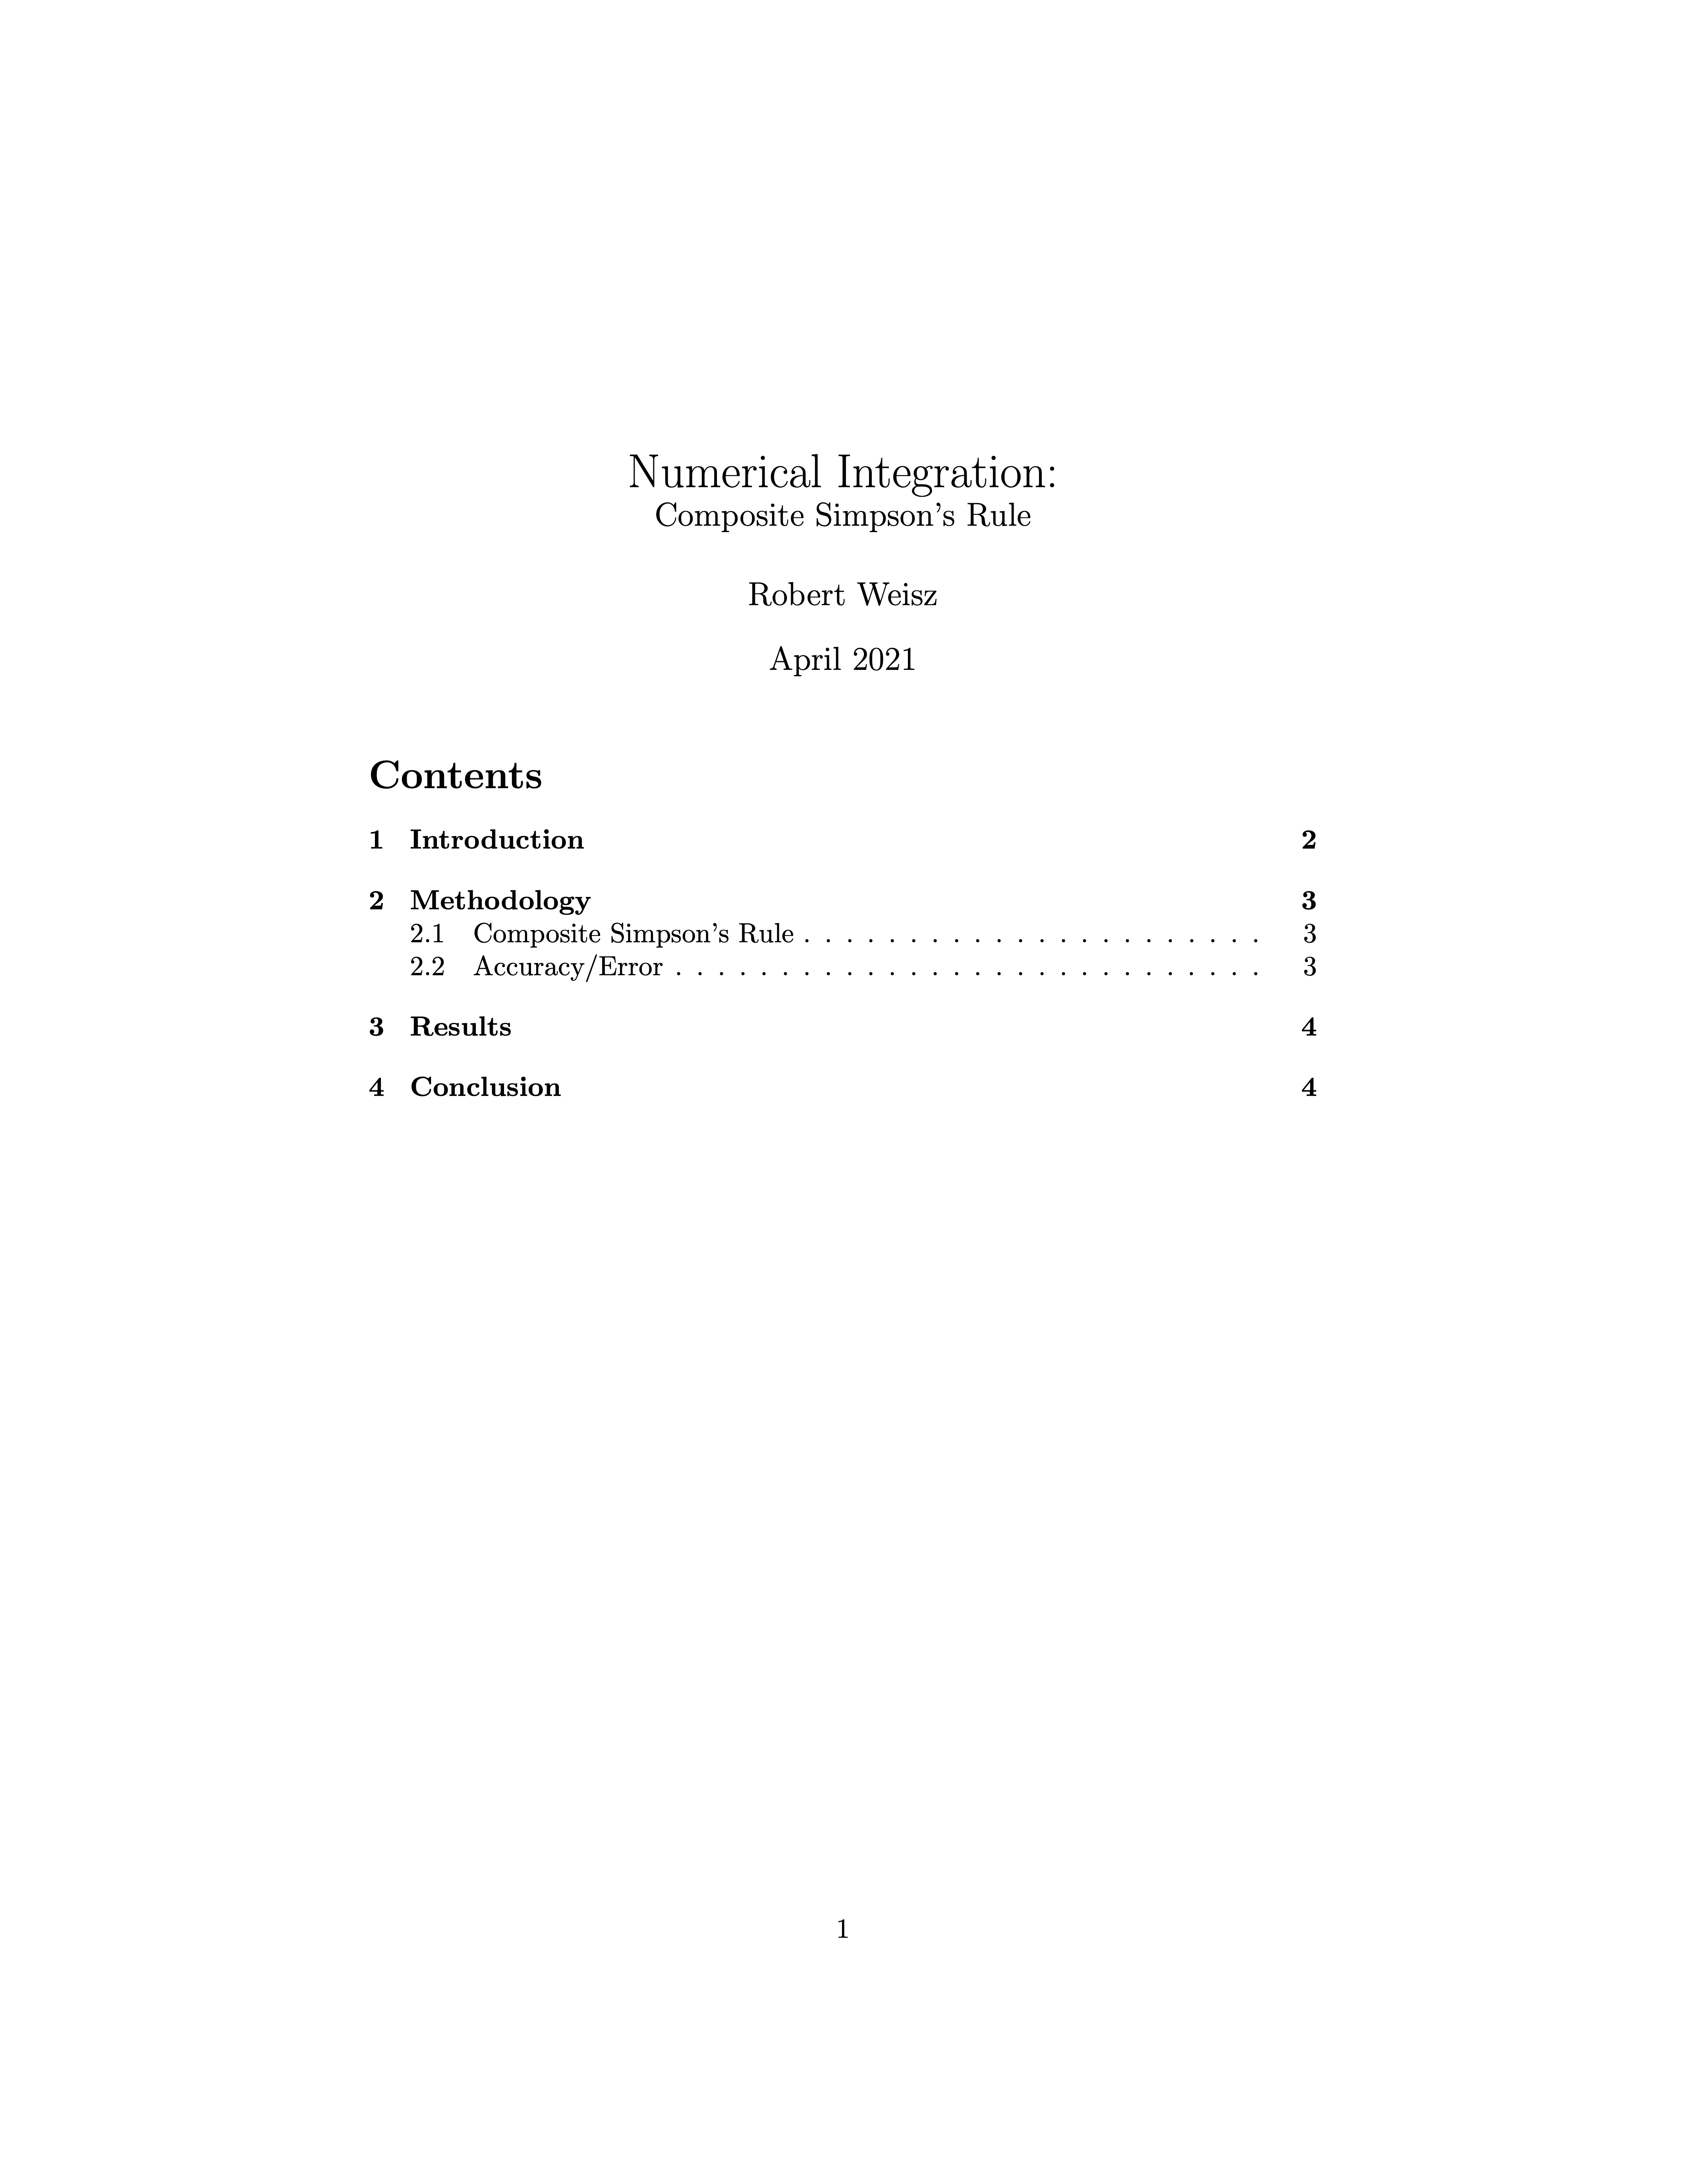 Numerical Integration:
Composite Simpson's Rule
Robert Weisz
April 2021
Contents
1 Introduction 2
2 Methodology 3
2.1 Composite Simpson's Rule . . . . . . . . . . . . . . . . . . . . . . 3
2.2 Accuracy/Error . . . . . . . . . . . . . . . . . . . . . . . . . . . . 3
3 Results 4
4 Conclusion 4
1